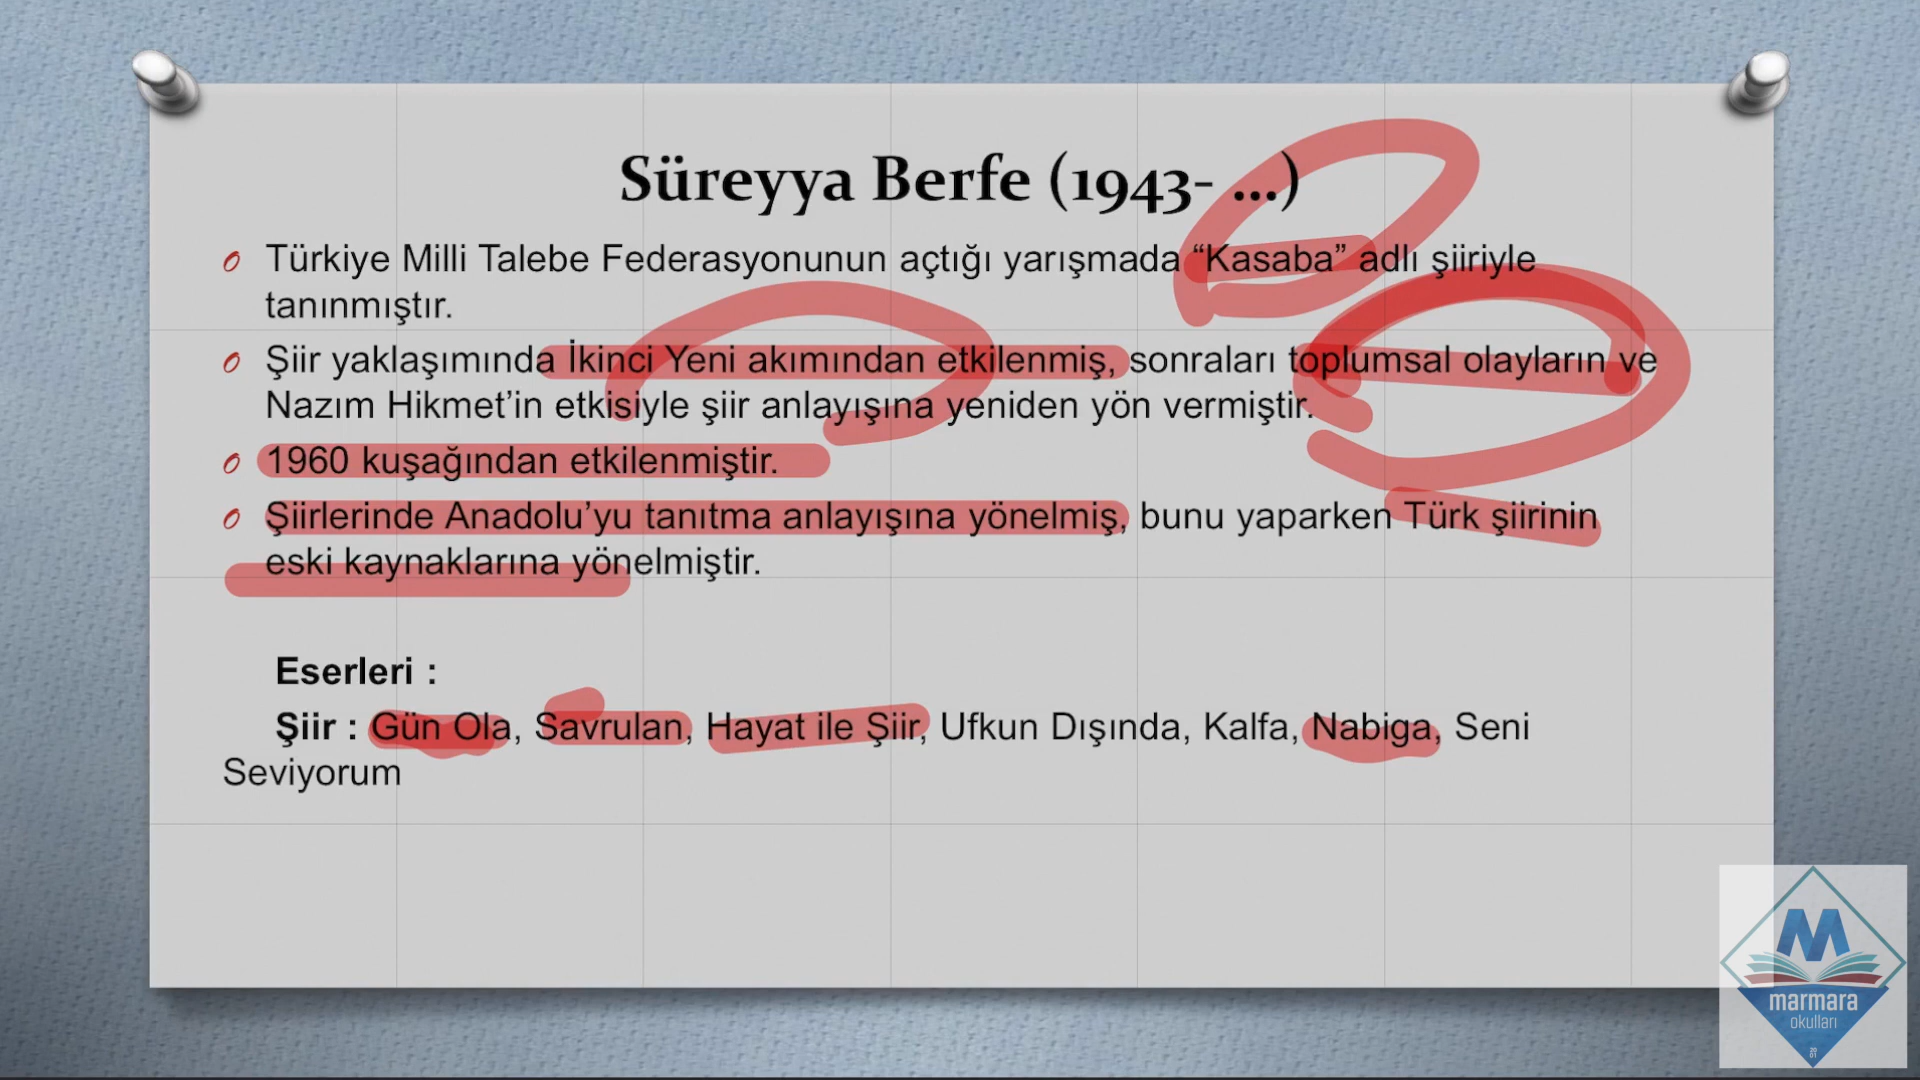 Süreyya Berfe (1943- ...)
Türkiye Milli Talebe Federasyonunun açtığı yarışmada “Kasaba” adlı şiiriyle
tanınmıştır.
Şiir yaklaşımında İkinci Yeni akımından etkilenmiş, sonraları toplumsal olayların ve
Nazım Hikmet’in etkisiyle şiir anlayışına yeniden yön vermiştir.
1960 kuşağından etkilenmiştir.
Şiirlerinde Anadolu’yu tanıtma anlayışına yönelmiş, bunu yaparken Türk şiirinin
eski kaynaklarına yönelmiştir.
Eserleri :
Şiir : Gün Ola, Savrulan, Hayat ile Şiir, Ufkun Dışında, Kalfa, Nabiga, Seni
Seviyorum
M
marmara
okulları
20
01